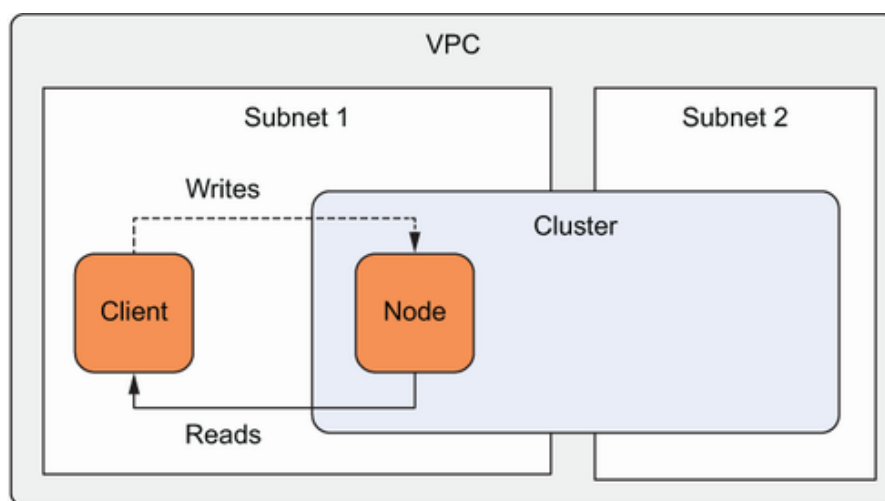 VPC
Subnet 1
Subnet 2
Writes
Cluster
Client
Node
Reads